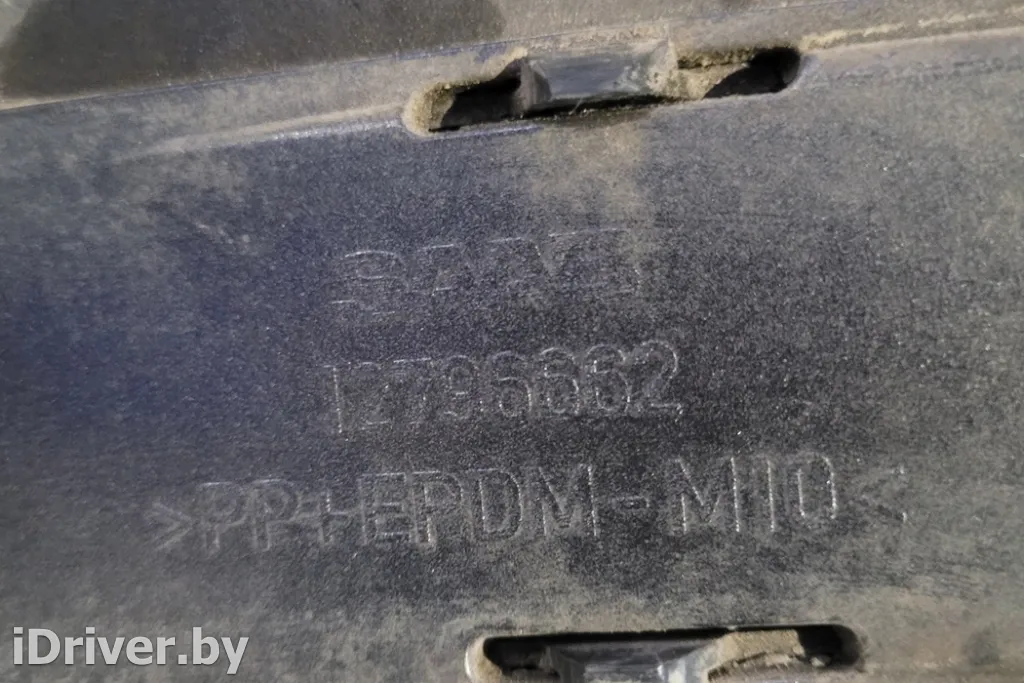 SAAB
12796662
>PP+EPDM-M10<
iDriver.by